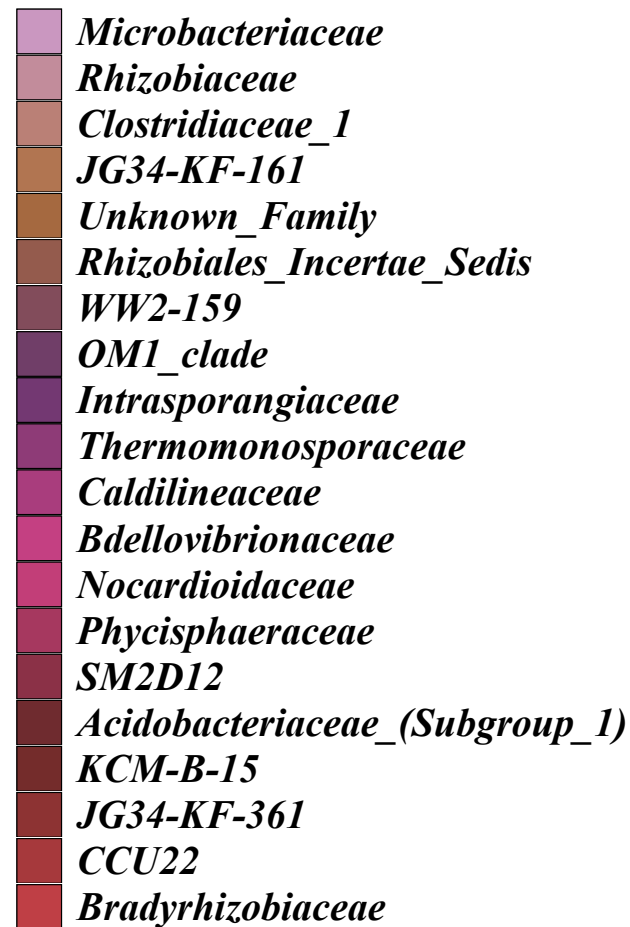 Microbacteriaceae
Rhizobiaceae
Clostridiaceae_1
JG34-KF-161
Unknown_Family
Rhizobiales_Incertae_Sedis
WW2-159
OM1_clade
Intrasporangiaceae
Thermomonosporaceae
Caldilineaceae
Bdellovibrionaceae
Nocardioidaceae
Phycisphaeraceae
SM2D12
Acidobacteriaceae_(Subgroup_1)
KCM-B-15
JG34-KF-361
CCU22
Bradyrhizobiaceae